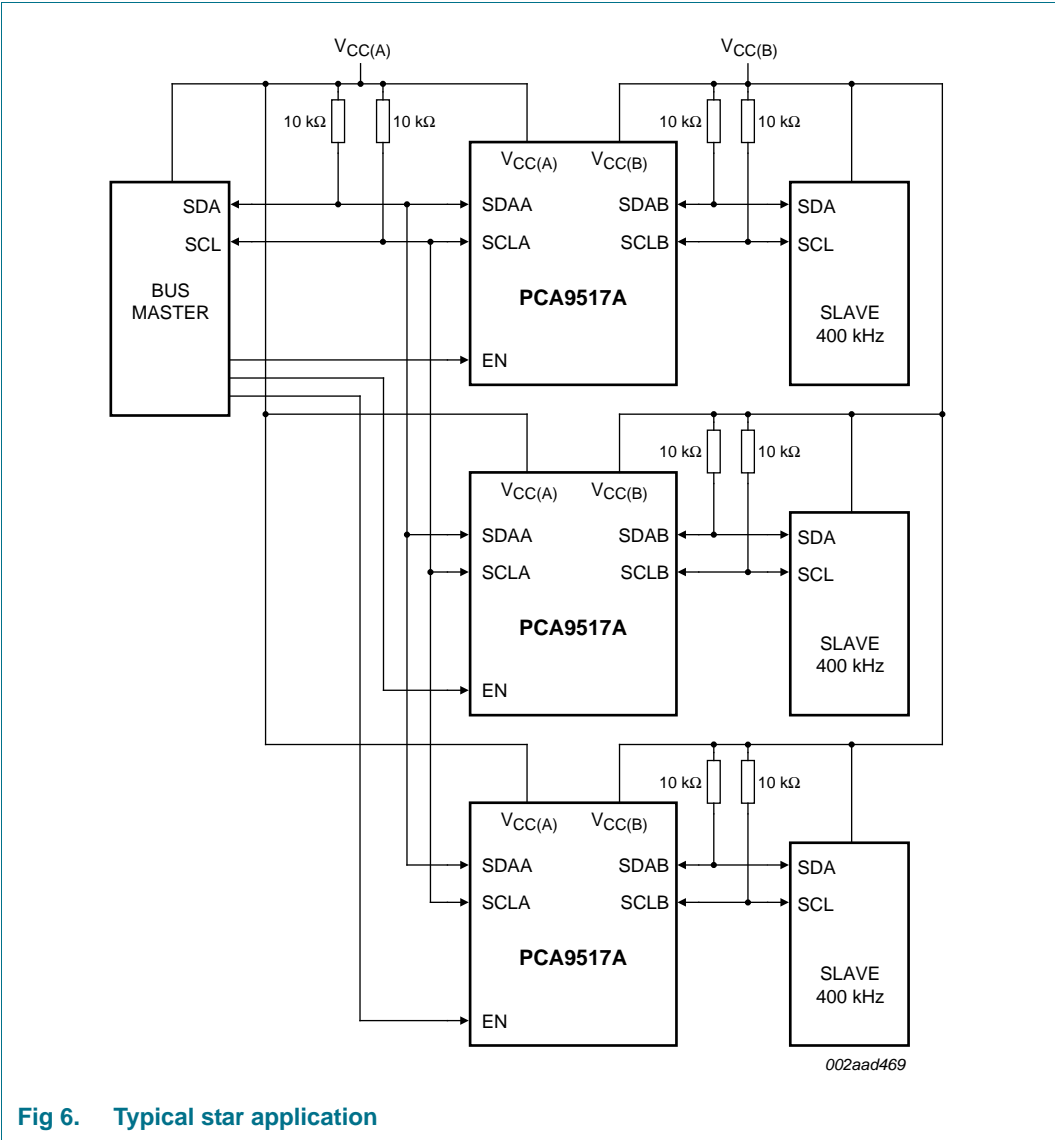 VCC(A) VCC(B)
10 kΩ 10 kΩ 10 kΩ 10 kΩ
VCC(A) VCC(B)
SDA SDAA SDAB SDA
SCL SCLA SCLB SCL
BUS
MASTER
PCA9517A
SLAVE
400 kHz
EN
10 kΩ 10 kΩ
VCC(A) VCC(B)
SDAA SDAB SDA
SCLA SCLB SCL
PCA9517A
SLAVE
400 kHz
EN
10 kΩ 10 kΩ
VCC(A) VCC(B)
SDAA SDAB SDA
SCLA SCLB SCL
PCA9517A
SLAVE
400 kHz
EN
002aad469
Fig 6. Typical star application